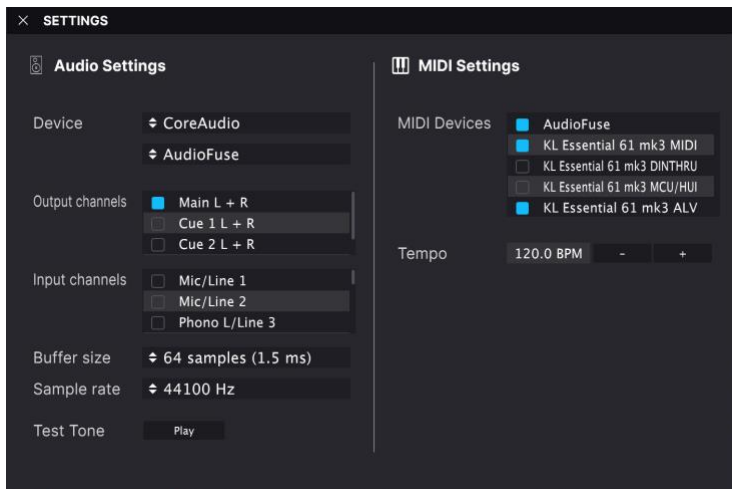 × SETTINGS
Audio Settings
Device
CoreAudio
AudioFuse
Output channels
Main L + R
Cue 1 L + R
Cue 2 L + R
Input channels
Mic/Line 1
Mic/Line 2
Phono L/Line 3
Buffer size
64 samples (1.5 ms)
Sample rate
44100 Hz
Test Tone
Play
MIDI Settings
MIDI Devices
AudioFuse
KL Essential 61 mk3 MIDI
KL Essential 61 mk3 DINTHRU
KL Essential 61 mk3 MCU/HUI
KL Essential 61 mk3 ALV
Tempo
120.0 BPM - +